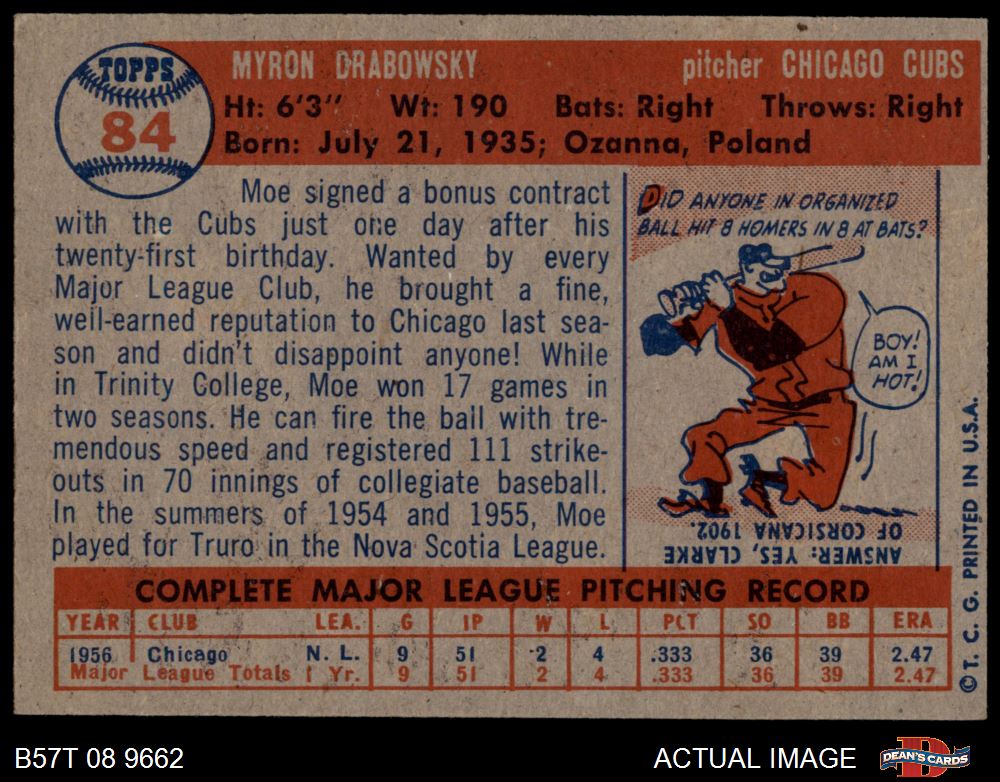 TOPPS
84
MYRON DRABOWSKY pitcher CHICAGO CUBS
Ht: 6'3" Wt: 190 Bats: Right Throws: Right
Born: July 21, 1935; Ozanna, Poland
Moe signed a bonus contract
with the Cubs just one day after his
twenty-first birthday. Wanted by every
Major League Club, he brought a fine,
well-earned reputation to Chicago last sea-
son and didn't disappoint anyone! While
in Trinity College, Moe won 17 games in
two seasons. He can fire the ball with tre-
mendous speed and registered 111 strike-
outs in 70 innings of collegiate baseball.
In the summers of 1954 and 1955, Moe
played for Truro in the Nova Scotia League.
DID ANYONE IN ORGANIZED
BALL HIT 8 HOMERS IN 8 AT BATS?
BOY!
AM I
HOT!
ANSWER: YES, CLARKE
OF CORSICANA 1902.
COMPLETE MAJOR LEAGUE PITCHING RECORD
YEAR CLUB LEA. G IP W L PCT SO BB ERA
1956 Chicago N. L. 9 51 2 4 .333 36 39 2.47
Major League Totals 1 Yr. 9 51 2 4 .333 36 39 2.47
© T. C. G. PRINTED IN U.S.A.
B57T 08 9662 ACTUAL IMAGE DEAN'S CARDS